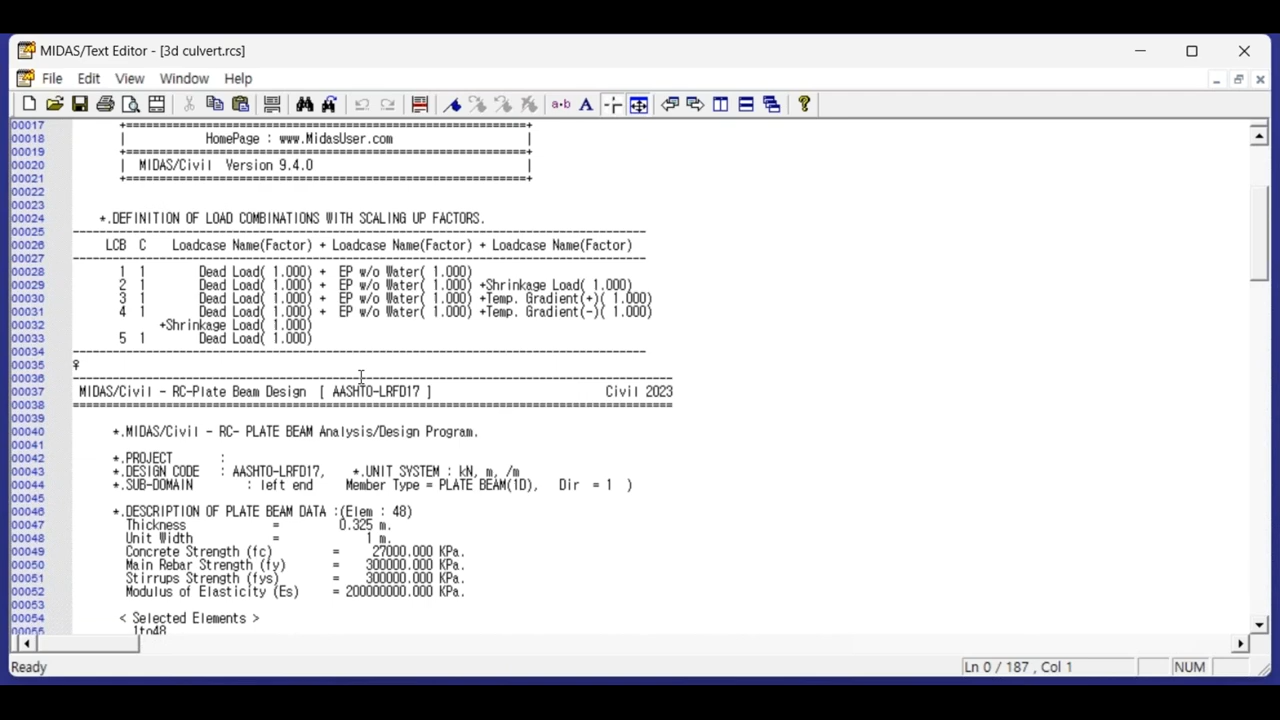 MIDAS/Text Editor - [3d culvert.rcs]
File Edit View Window Help
00017 +======================================================+
00018 | HomePage : www.MidasUser.com |
00019 +======================================================+
00020 | MIDAS/Civil Version 9.4.0 |
00021 +======================================================+
00022
00023
00024 *.DEFINITION OF LOAD COMBINATIONS WITH SCALING UP FACTORS.
00025 --------------------------------------------------------------------------------
00026 LCB C Loadcase Name(Factor) + Loadcase Name(Factor) + Loadcase Name(Factor)
00027 --------------------------------------------------------------------------------
00028 1 1 Dead Load( 1.000) + EP w/o Water( 1.000)
00029 2 1 Dead Load( 1.000) + EP w/o Water( 1.000) +Shrinkage Load( 1.000)
00030 3 1 Dead Load( 1.000) + EP w/o Water( 1.000) +Temp. Gradient(+)( 1.000)
00031 4 1 Dead Load( 1.000) + EP w/o Water( 1.000) +Temp. Gradient(-)( 1.000)
00032 +Shrinkage Load( 1.000)
00033 5 1 Dead Load( 1.000)
00034 --------------------------------------------------------------------------------
00035 ♀
00036 --------------------------------------------------------------------------------
00037 MIDAS/Civil - RC-Plate Beam Design [ AASHTO-LRFD17 ] Civil 2023
00038 ================================================================================
00039
00040 *.MIDAS/Civil - RC- PLATE BEAM Analysis/Design Program.
00041
00042 *.PROJECT :
00043 *.DESIGN CODE : AASHTO-LRFD17, *.UNIT SYSTEM : kN, m, /m
00044 *.SUB-DOMAIN : left end Member Type = PLATE BEAM(1D), Dir = 1 )
00045
00046 *.DESCRIPTION OF PLATE BEAM DATA :(Elem : 48)
00047 Thickness = 0.325 m.
00048 Unit Width = 1 m.
00049 Concrete Strength (fc) = 27000.000 KPa.
00050 Main Rebar Strength (fy) = 300000.000 KPa.
00051 Stirrups Strength (fys) = 300000.000 KPa.
00052 Modulus of Elasticity (Es) = 200000000.000 KPa.
00053
00054 < Selected Elements >
00055 1to48
Ready Ln 0 / 187 , Col 1 NUM